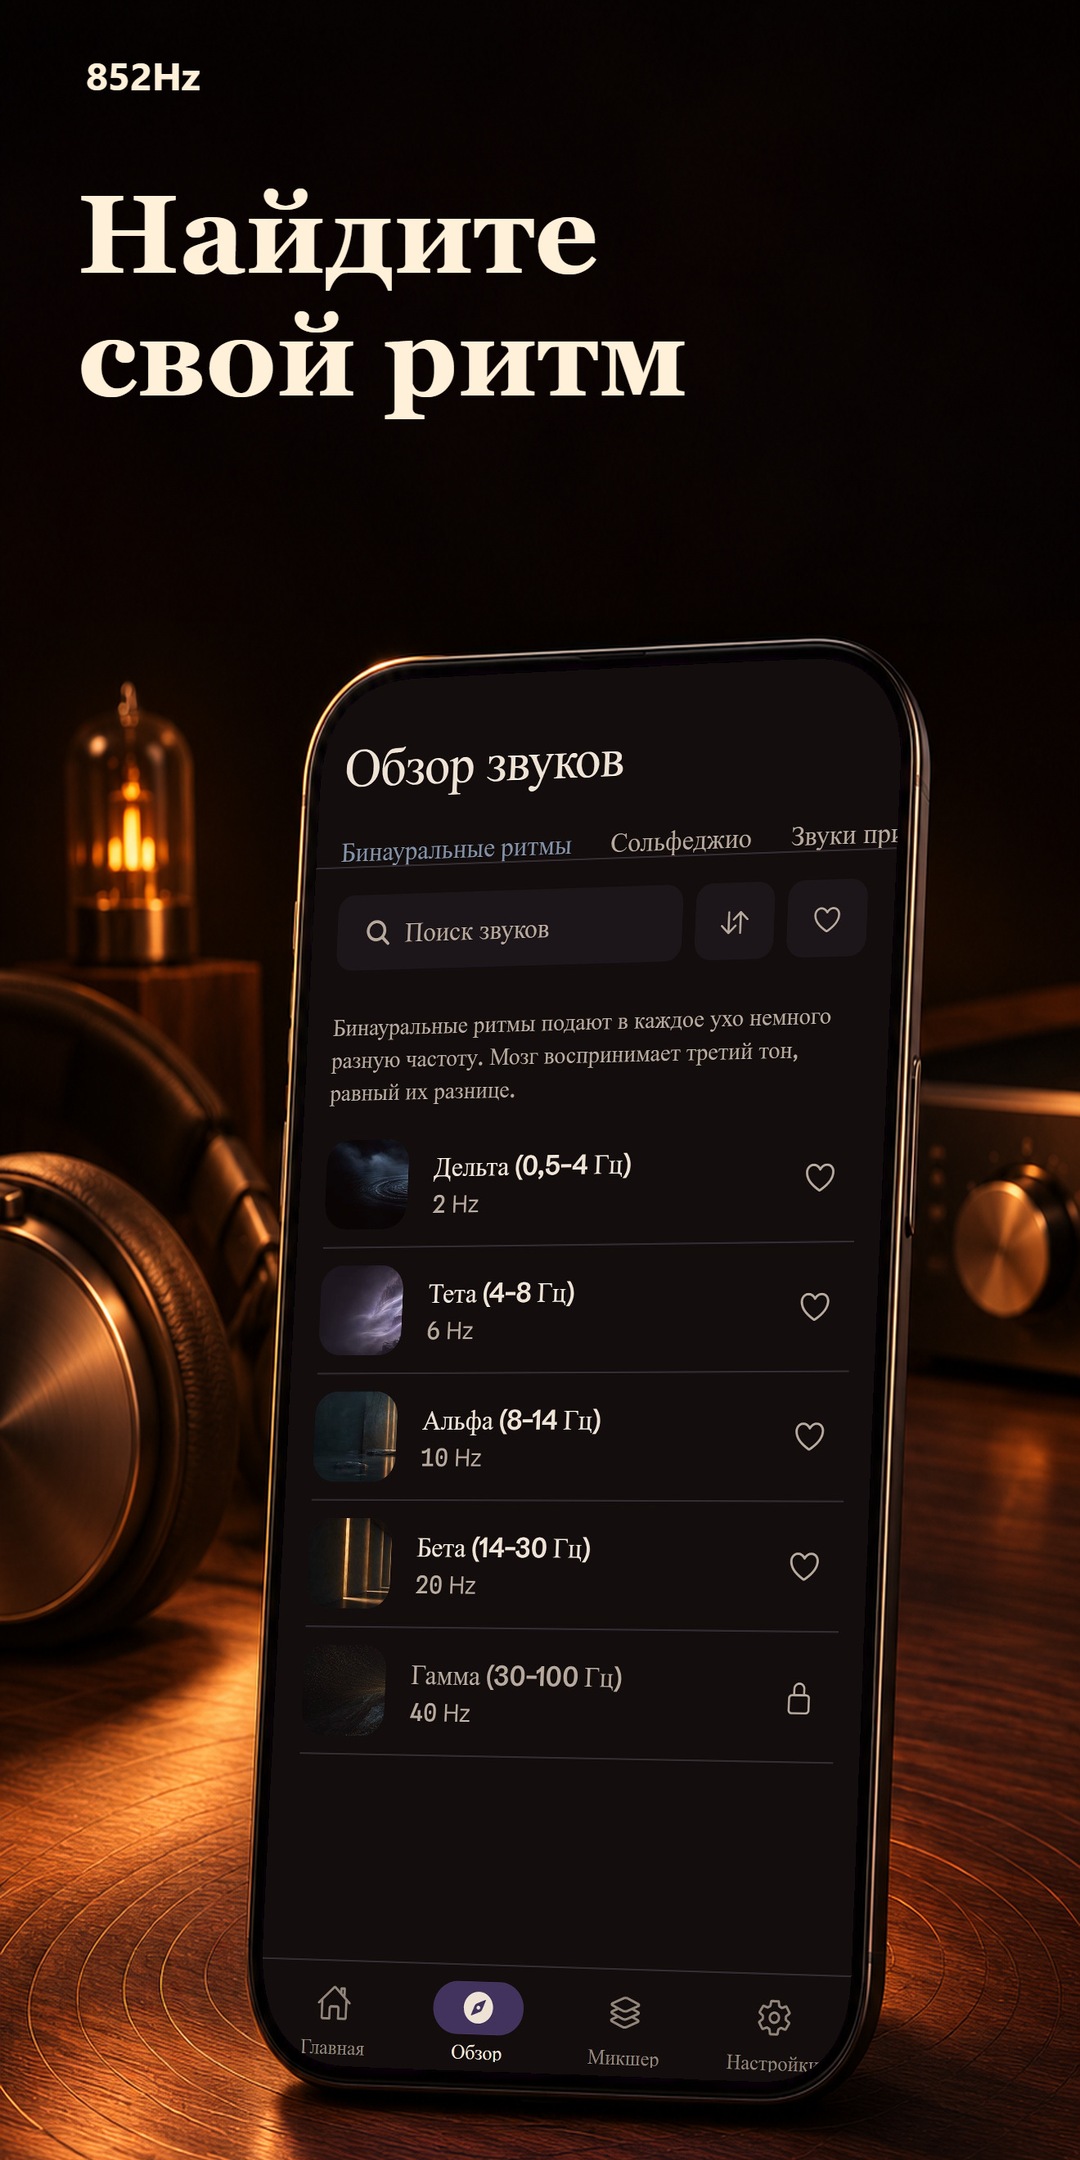 852Hz
Найдите
свой ритм
Обзор звуков
Бинауральные ритмы Сольфеджио Звуки при
Поиск звуков
Бинауральные ритмы подают в каждое ухо немного
разную частоту. Мозг воспринимает третий тон,
равный их разнице.
Дельта (0,5–4 Гц)
2 Hz
Тета (4–8 Гц)
6 Hz
Альфа (8–14 Гц)
10 Hz
Бета (14–30 Гц)
20 Hz
Гамма (30–100 Гц)
40 Hz
Главная Обзор Микшер Настройки